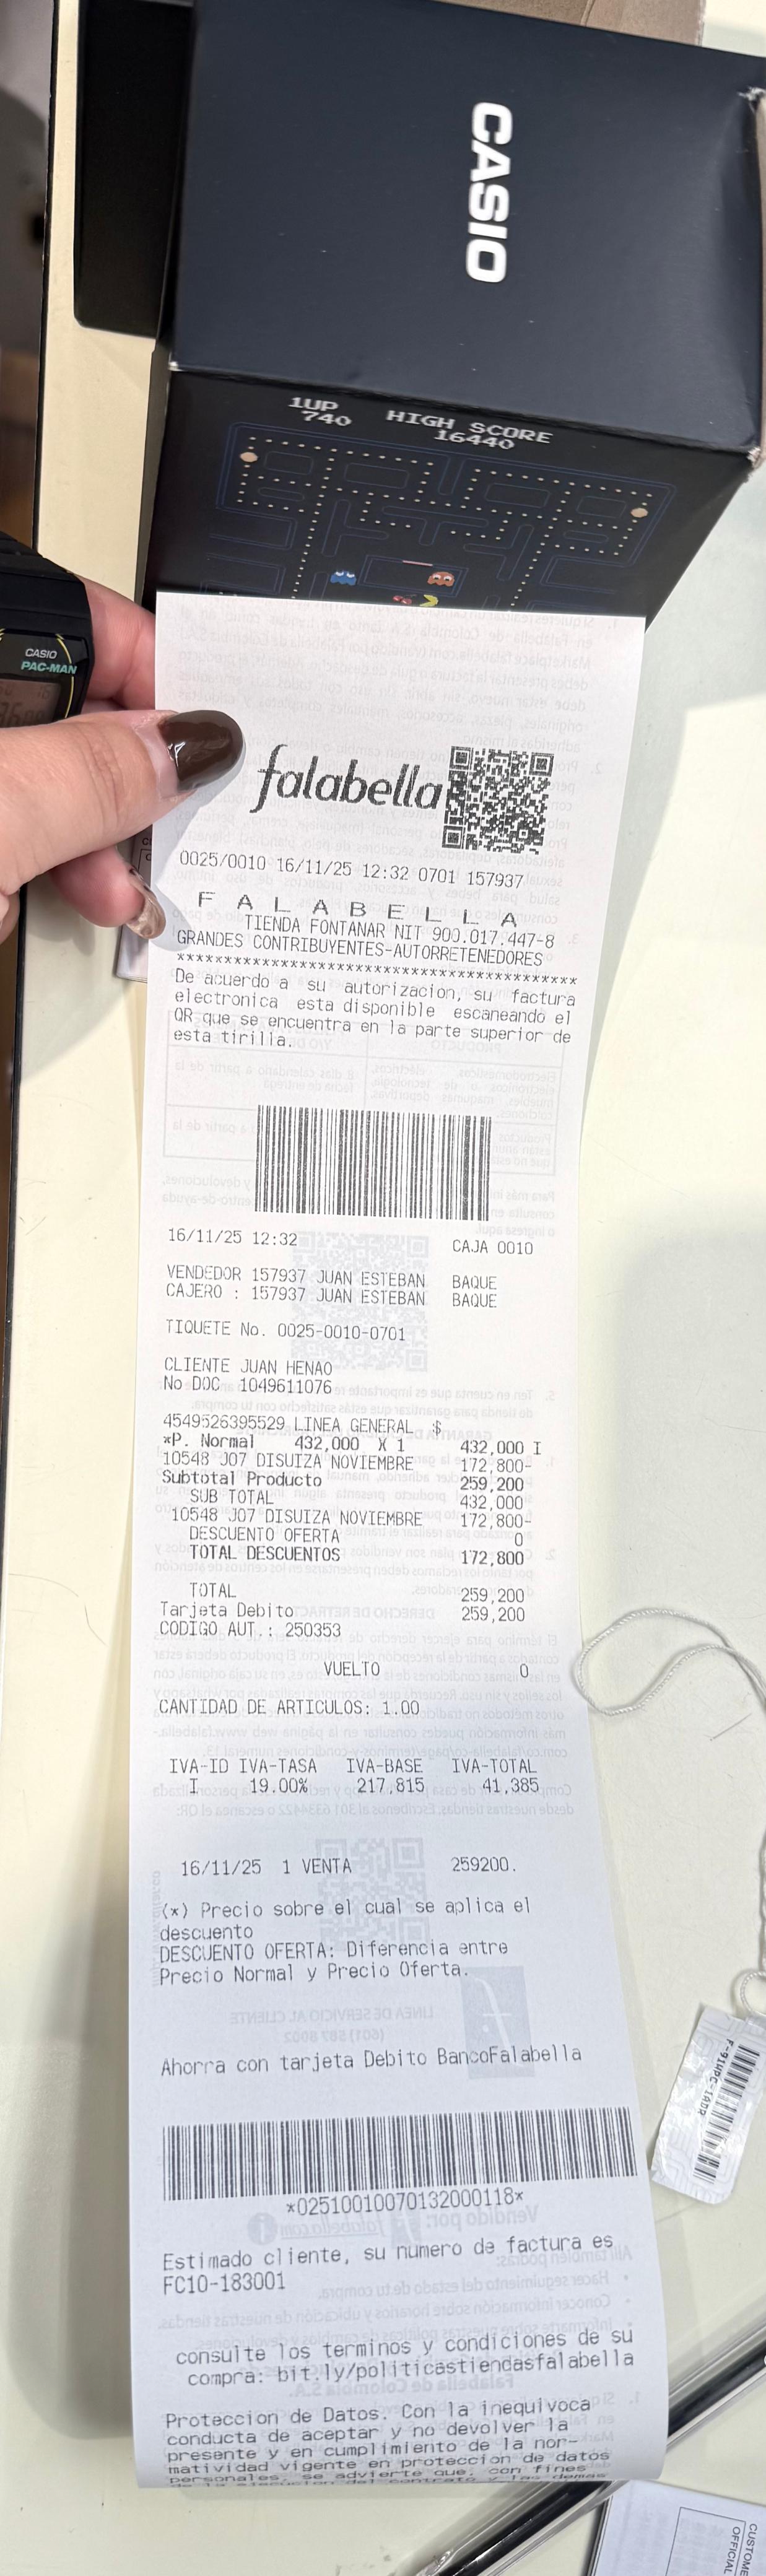 CASIO
1UP HIGH SCORE
740 16440
CASIO
PAC-MAN
falabella
0025/0010 16/11/25 12:32 0701 157937
F A L A B E L L A
TIENDA FONTANAR NIT 900.017.447-8
GRANDES CONTRIBUYENTES-AUTORRETENEDORES
******************************************
De acuerdo a su autorizacion, su factura
electronica esta disponible escaneando el
QR que se encuentra en la parte superior de
esta tirilla.
16/11/25 12:32 CAJA 0010
VENDEDOR 157937 JUAN ESTEBAN BAQUE
CAJERO : 157937 JUAN ESTEBAN BAQUE
TIQUETE No. 0025-0010-0701
CLIENTE JUAN HENAO
No DOC 1049611076
4549526395529 LINEA GENERAL $
*P. Normal 432,000 X 1 432,000 I
10548 J07 DISUIZA NOVIEMBRE 172,800-
Subtotal Producto 259,200
SUB TOTAL 432,000
10548 J07 DISUIZA NOVIEMBRE 172,800-
DESCUENTO OFERTA 0
TOTAL DESCUENTOS 172,800
TOTAL 259,200
Tarjeta Debito 259,200
CODIGO AUT.: 250353
VUELTO 0
CANTIDAD DE ARTICULOS: 1.00
IVA-ID IVA-TASA IVA-BASE IVA-TOTAL
I 19.00% 217,815 41,385
16/11/25 1 VENTA 259200.
(*) Precio sobre el cual se aplica el
descuento
DESCUENTO OFERTA: Diferencia entre
Precio Normal y Precio Oferta.
Ahorra con tarjeta Debito BancoFalabella
*02510010070132000118*
Estimado cliente, su numero de factura es
FC10-183001
consulte los terminos y condiciones de su
compra: bit.ly/politicastiendasfalabella
Proteccion de Datos. Con la inequivoca
conducta de aceptar y no devolver la
presente y en cumplimiento de la nor-
matividad vigente en proteccion de datos
personales, se advierte que, con fines
F-91WPC-1ADR
CUSTOME
OFFICIAL